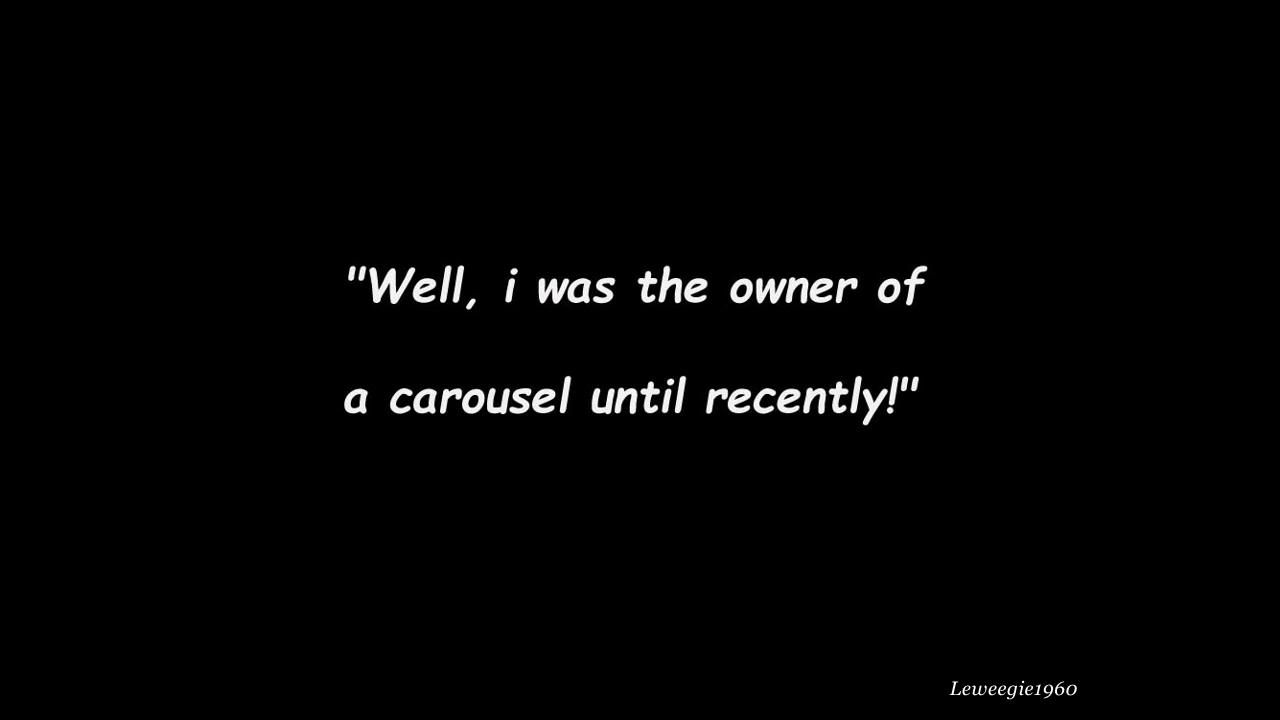 "Well, i was the owner of
a carousel until recently!"
Leweegie1960